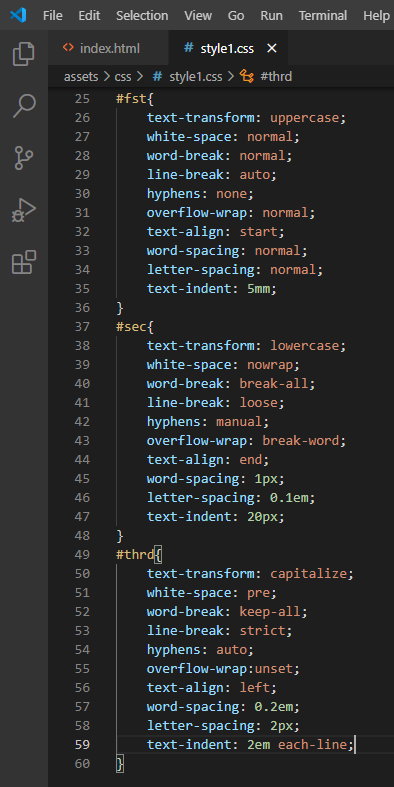 File Edit Selection View Go Run Terminal Help
<> index.html # style1.css ×
assets > css > # style1.css > #thrd
25 #fst{
26 text-transform: uppercase;
27 white-space: normal;
28 word-break: normal;
29 line-break: auto;
30 hyphens: none;
31 overflow-wrap: normal;
32 text-align: start;
33 word-spacing: normal;
34 letter-spacing: normal;
35 text-indent: 5mm;
36 }
37 #sec{
38 text-transform: lowercase;
39 white-space: nowrap;
40 word-break: break-all;
41 line-break: loose;
42 hyphens: manual;
43 overflow-wrap: break-word;
44 text-align: end;
45 word-spacing: 1px;
46 letter-spacing: 0.1em;
47 text-indent: 20px;
48 }
49 #thrd{
50 text-transform: capitalize;
51 white-space: pre;
52 word-break: keep-all;
53 line-break: strict;
54 hyphens: auto;
55 overflow-wrap:unset;
56 text-align: left;
57 word-spacing: 0.2em;
58 letter-spacing: 2px;
59 text-indent: 2em each-line;
60 }